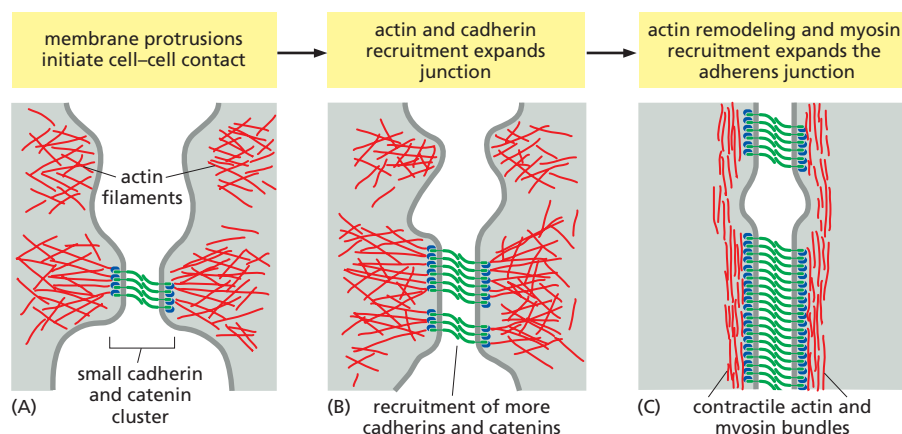 membrane protrusions
initiate cell–cell contact
actin and cadherin
recruitment expands
junction
actin remodeling and myosin
recruitment expands the
adherens junction
actin
filaments
small cadherin
and catenin
cluster
(A)
(B)
recruitment of more
cadherins and catenins
(C)
contractile actin and
myosin bundles